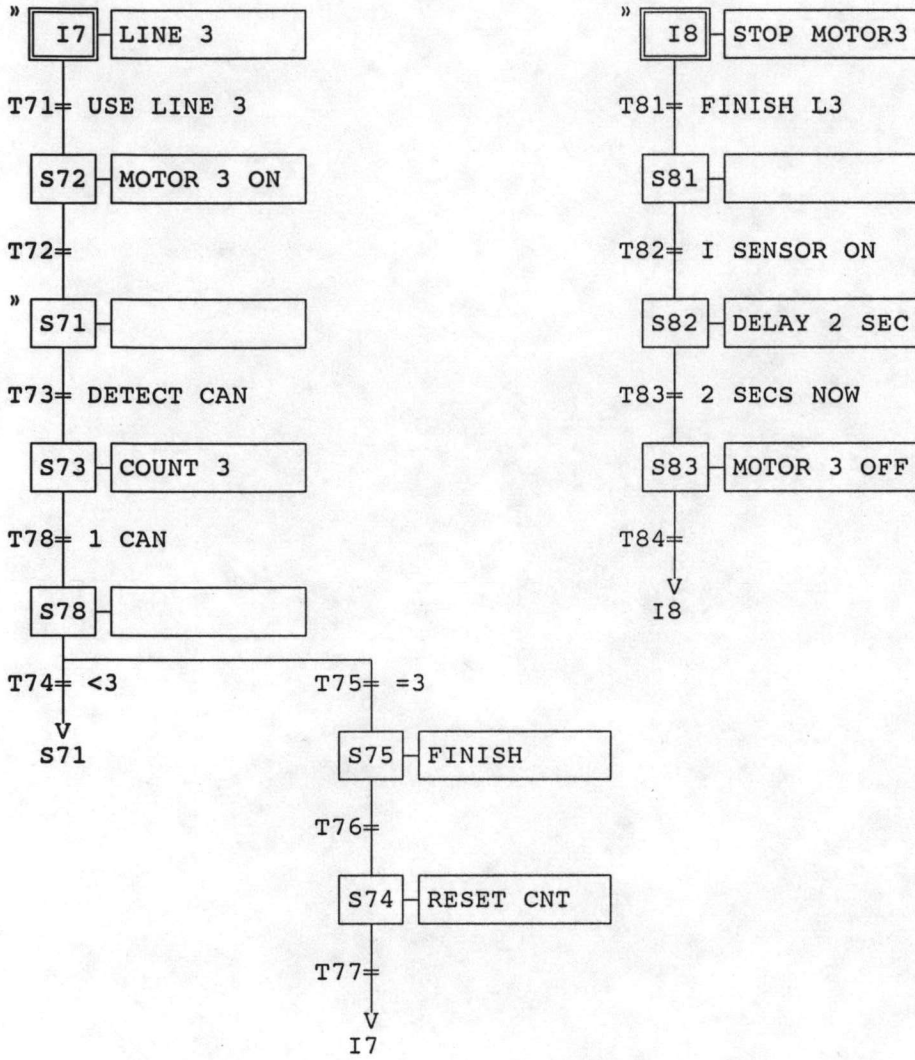 »
I7 LINE 3
T71 USE LINE 3
S72 MOTOR 3 ON
T72
»
S71
T73 DETECT CAN
S73 COUNT 3
T78 1 CAN
S78
T74 <3
T75 =3
V
S71
S75 FINISH
T76
S74 RESET CNT
T77
V
I7
»
I8 STOP MOTOR3
T81 FINISH L3
S81
T82 I SENSOR ON
S82 DELAY 2 SEC
T83 2 SECS NOW
S83 MOTOR 3 OFF
T84
V
I8